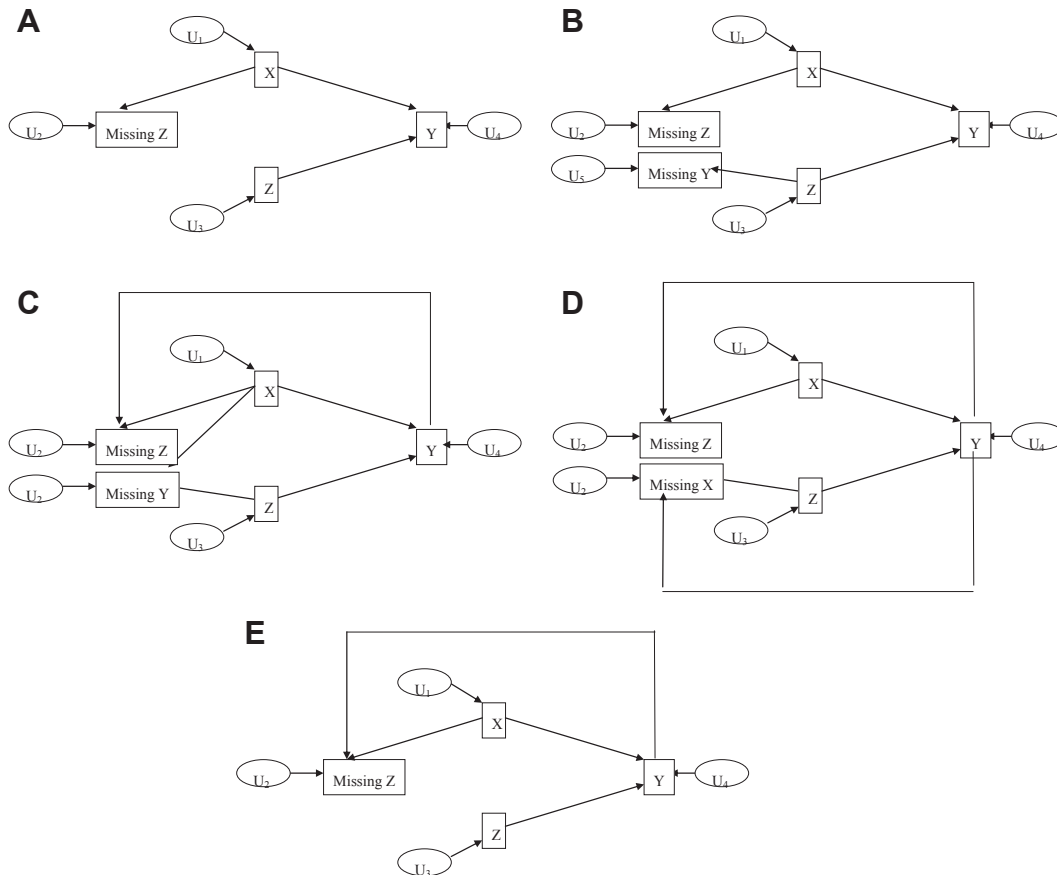 A
U1
X
U2
Missing Z
Y
U4
Z
U3
B
U1
X
U2
Missing Z
Y
U4
U5
Missing Y
Z
U3
C
U1
X
U2
Missing Z
Y
U4
U2
Missing Y
Z
U3
D
U1
X
U2
Missing Z
Y
U4
U2
Missing X
Z
U3
E
U1
X
U2
Missing Z
Y
U4
Z
U3